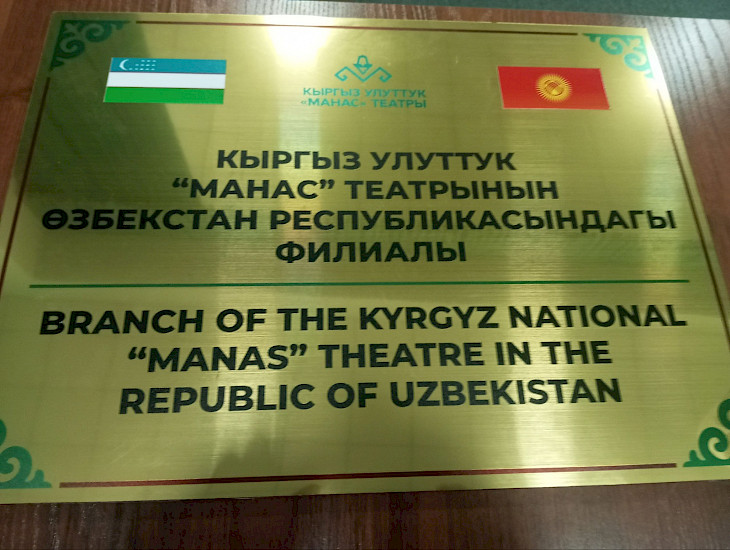 КЫРГЫЗ УЛУТТУК
«МАНАС» ТЕАТРЫ
КЫРГЫЗ УЛУТТУК
“МАНАС” ТЕАТРЫНЫН
ӨЗБЕКСТАН РЕСПУБЛИКАСЫНДАГЫ
ФИЛИАЛЫ
BRANCH OF THE KYRGYZ NATIONAL
“MANAS” THEATRE IN THE
REPUBLIC OF UZBEKISTAN